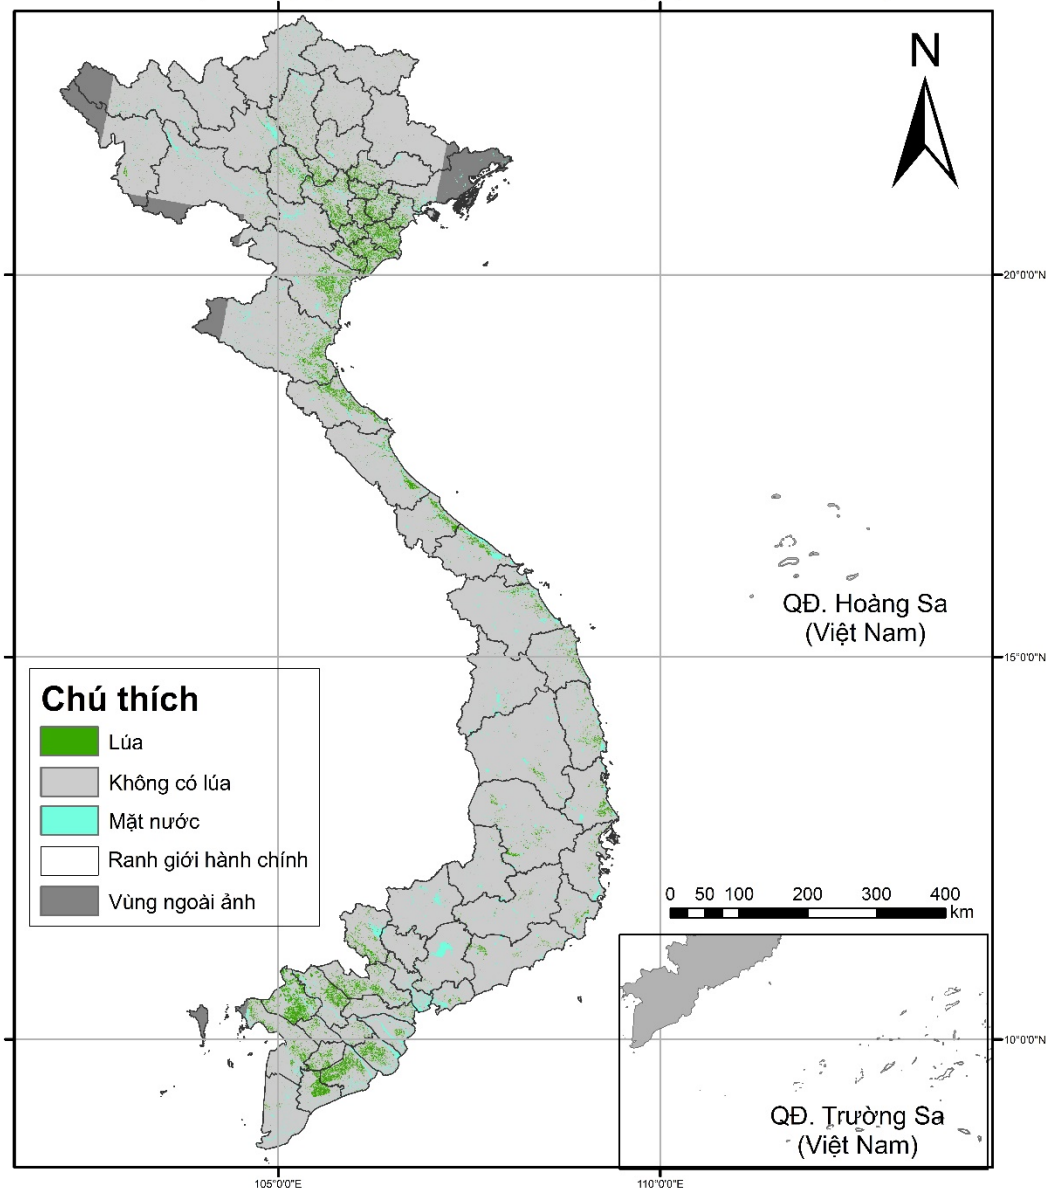 N
20°0'0"N
QĐ. Hoàng Sa
(Việt Nam)
15°0'0"N
Chú thích
Lúa
Không có lúa
Mặt nước
Ranh giới hành chính
Vùng ngoài ảnh
0 50 100 200 300 400
km
10°0'0"N
QĐ. Trường Sa
(Việt Nam)
105°0'0"E
110°0'0"E